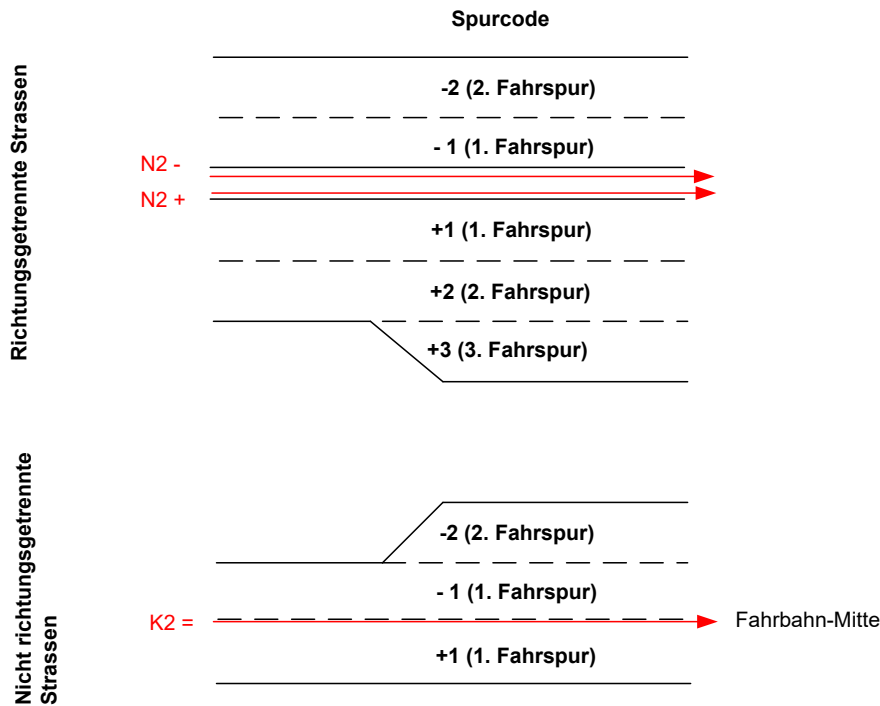 Spurcode
Richtungsgetrennte Strassen
-2 (2. Fahrspur)
- 1 (1. Fahrspur)
N2 -
N2 +
+1 (1. Fahrspur)
+2 (2. Fahrspur)
+3 (3. Fahrspur)
Nicht richtungsgetrennte
Strassen
-2 (2. Fahrspur)
- 1 (1. Fahrspur)
K2 =
Fahrbahn-Mitte
+1 (1. Fahrspur)